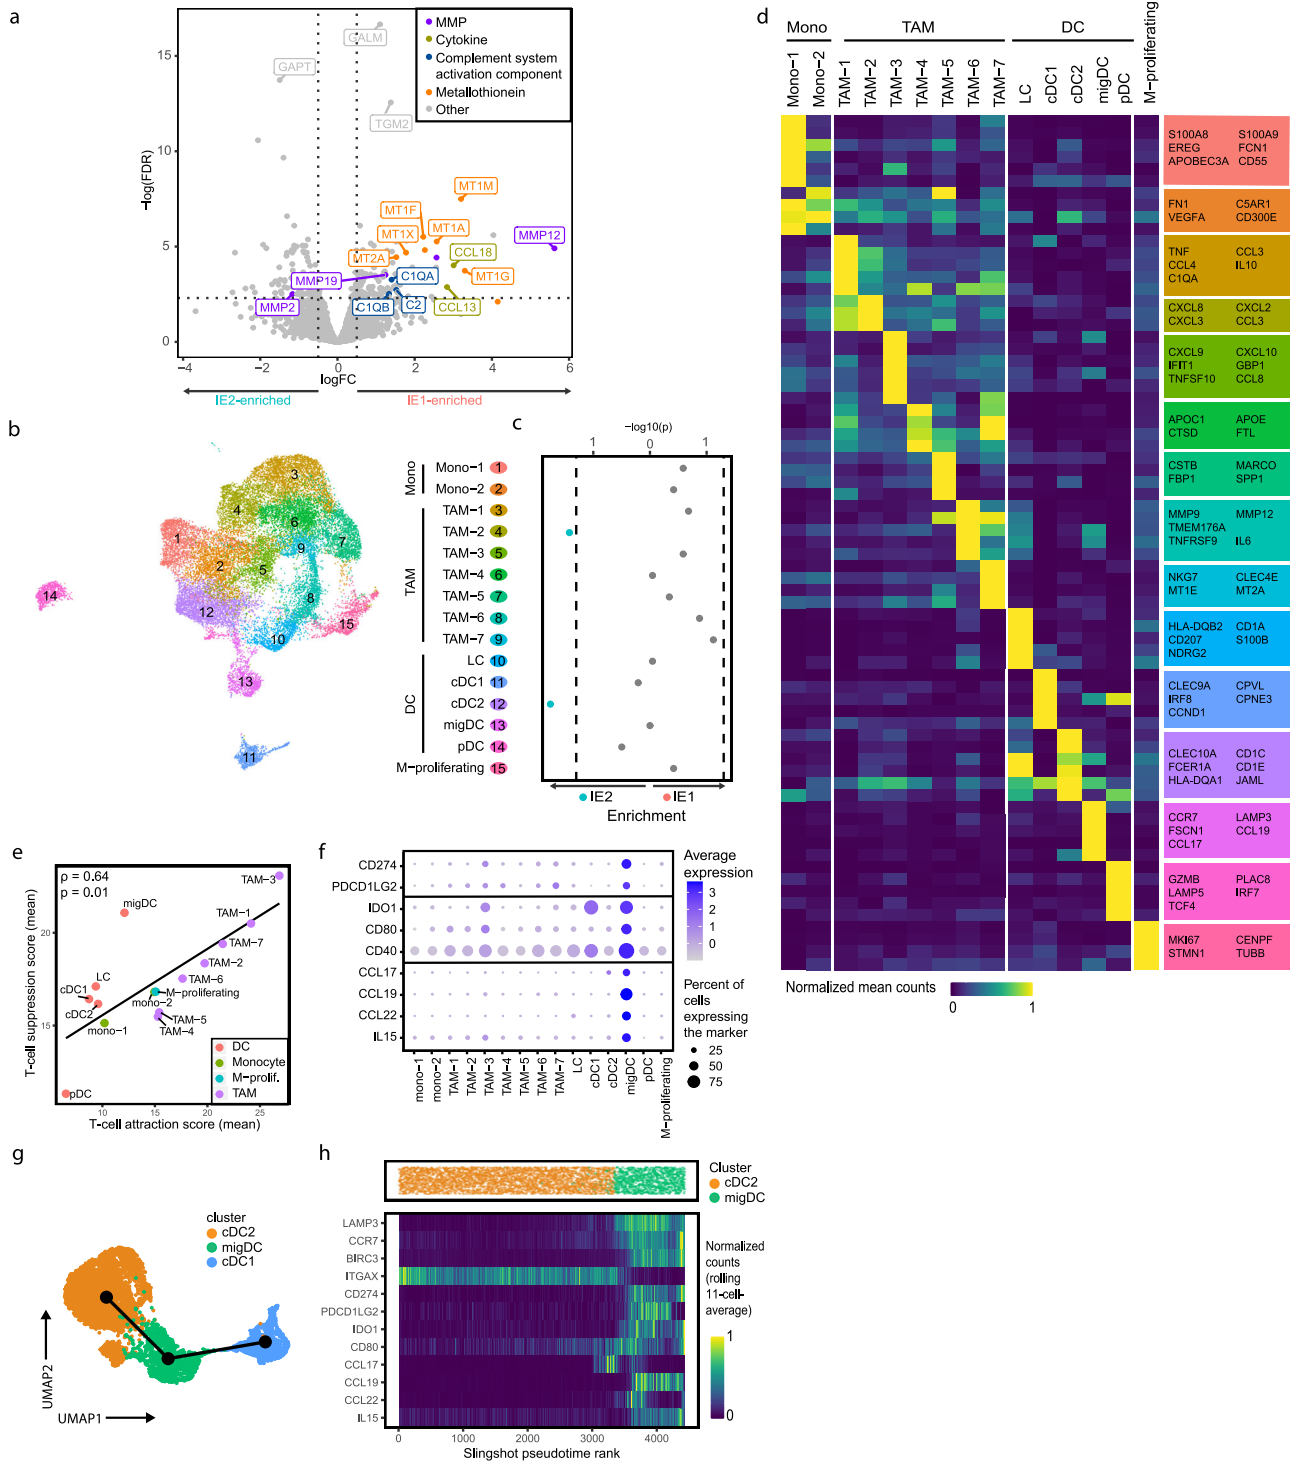 a
15
10
5
0
-log(FDR)
−4
−2
0
2
4
6
logFC
IE2-enriched
IE1-enriched
MMP
Cytokine
Complement system
activation component
Metallothionein
Other
GALM
GAPT
TGM2
MT1M
MT1F
MT1A
MT1X
MMP12
CCL18
MT2A
MMP19
C1QA
MT1G
MMP2
C1QB
C2
CCL13
b
1
2
3
4
5
6
7
8
9
10
11
12
13
14
15
Mono
TAM
DC
Mono−1 1
Mono−2 2
TAM−1 3
TAM−2 4
TAM−3 5
TAM−4 6
TAM−5 7
TAM−6 8
TAM−7 9
LC 10
cDC1 11
cDC2 12
migDC 13
pDC 14
M−proliferating 15
c
−log10(p)
1 0 1
IE2 IE1
Enrichment
d
Mono TAM DC
Mono−1
Mono−2
TAM−1
TAM−2
TAM−3
TAM−4
TAM−5
TAM−6
TAM−7
LC
cDC1
cDC2
migDC
pDC
M−proliferating
S100A8 S100A9
EREG FCN1
APOBEC3A CD55
FN1 C5AR1
VEGFA CD300E
TNF CCL3
CCL4 IL10
C1QA
CXCL8 CXCL2
CXCL3 CCL3
CXCL9 CXCL10
IFIT1 GBP1
TNFSF10 CCL8
APOC1 APOE
CTSD FTL
CSTB MARCO
FBP1 SPP1
MMP9 MMP12
TMEM176A
TNFRSF9 IL6
NKG7 CLEC4E
MT1E MT2A
HLA-DQB2 CD1A
CD207 S100B
NDRG2
CLEC9A CPVL
IRF8 CPNE3
CCND1
CLEC10A CD1C
FCER1A CD1E
HLA-DQA1 JAML
CCR7 LAMP3
FSCN1 CCL19
CCL17
GZMB PLAC8
LAMP5 IRF7
TCF4
MKI67 CENPF
STMN1 TUBB
Normalized mean counts
0 1
e
ρ = 0.64
p = 0.01
T-cell suppression score (mean)
20
15
10 15 20 25
T-cell attraction score (mean)
TAM−3
migDC
TAM−1
TAM−7
TAM−2
TAM−6
LC
cDC1
cDC2
M−proliferating
mono−2
mono−1
TAM−5
TAM−4
pDC
DC
Monocyte
M−prolif.
TAM
f
CD274
PDCD1LG2
IDO1
CD80
CD40
CCL17
CCL19
CCL22
IL15
mono−1
mono−2
TAM−1
TAM−2
TAM−3
TAM−4
TAM−5
TAM−6
TAM−7
LC
cDC1
cDC2
migDC
pDC
M−proliferating
Average
expression
3
2
1
0
Percent of
cells
expressing
the marker
25
50
75
g
cluster
cDC2
migDC
cDC1
UMAP2
UMAP1
h
Cluster
cDC2
migDC
LAMP3
CCR7
BIRC3
ITGAX
CD274
PDCD1LG2
IDO1
CD80
CCL17
CCL19
CCL22
IL15
0 1000 2000 3000 4000
Slingshot pseudotime rank
Normalized
counts
(rolling
11-cell-
average)
1
0